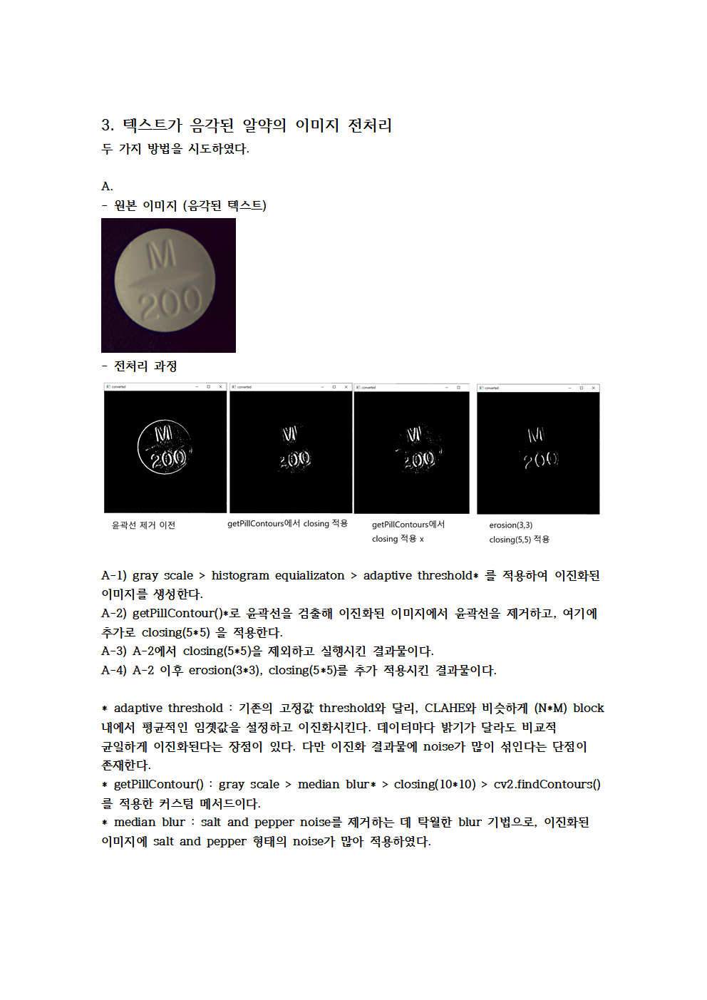 3. 텍스트가 음각된 알약의 이미지 전처리
두 가지 방법을 시도하였다.
A.
- 원본 이미지 (음각된 텍스트)
M
200
- 전처리 과정
converted
converted
converted
converted
M
200
M
200
M
200
M
200
윤곽선 제거 이전
getPillContours에서 closing 적용
getPillContours에서
closing 적용 x
erosion(3,3)
closing(5,5) 적용
A-1) gray scale > histogram equializaton > adaptive threshold* 를 적용하여 이진화된
이미지를 생성한다.
A-2) getPillContour()*로 윤곽선을 검출해 이진화된 이미지에서 윤곽선을 제거하고, 여기에
추가로 closing(5*5) 을 적용한다.
A-3) A-2에서 closing(5*5)을 제외하고 실행시킨 결과물이다.
A-4) A-2 이후 erosion(3*3), closing(5*5)를 추가 적용시킨 결과물이다.
* adaptive threshold : 기존의 고정값 threshold와 달리, CLAHE와 비슷하게 (N*M) block
내에서 평균적인 임곗값을 설정하고 이진화시킨다. 데이터마다 밝기가 달라도 비교적
균일하게 이진화된다는 장점이 있다. 다만 이진화 결과물에 noise가 많이 섞인다는 단점이
존재한다.
* getPillContour() : gray scale > median blur* > closing(10*10) > cv2.findContours()
를 적용한 커스텀 메서드이다.
* median blur : salt and pepper noise를 제거하는 데 탁월한 blur 기법으로, 이진화된
이미지에 salt and pepper 형태의 noise가 많아 적용하였다.